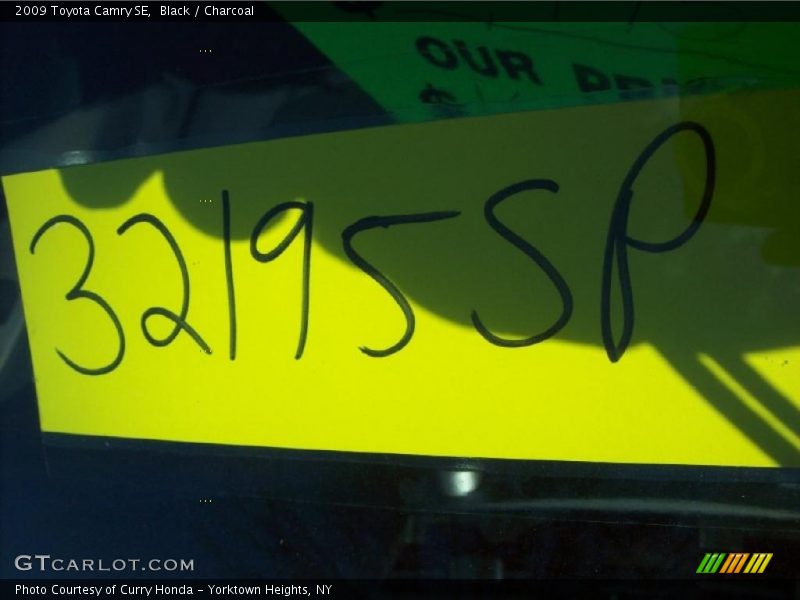 2009 Toyota Camry SE,  Black / Charcoal
OUR
32195SP
GTCARLOT.COM
Photo Courtesy of Curry Honda – Yorktown Heights, NY